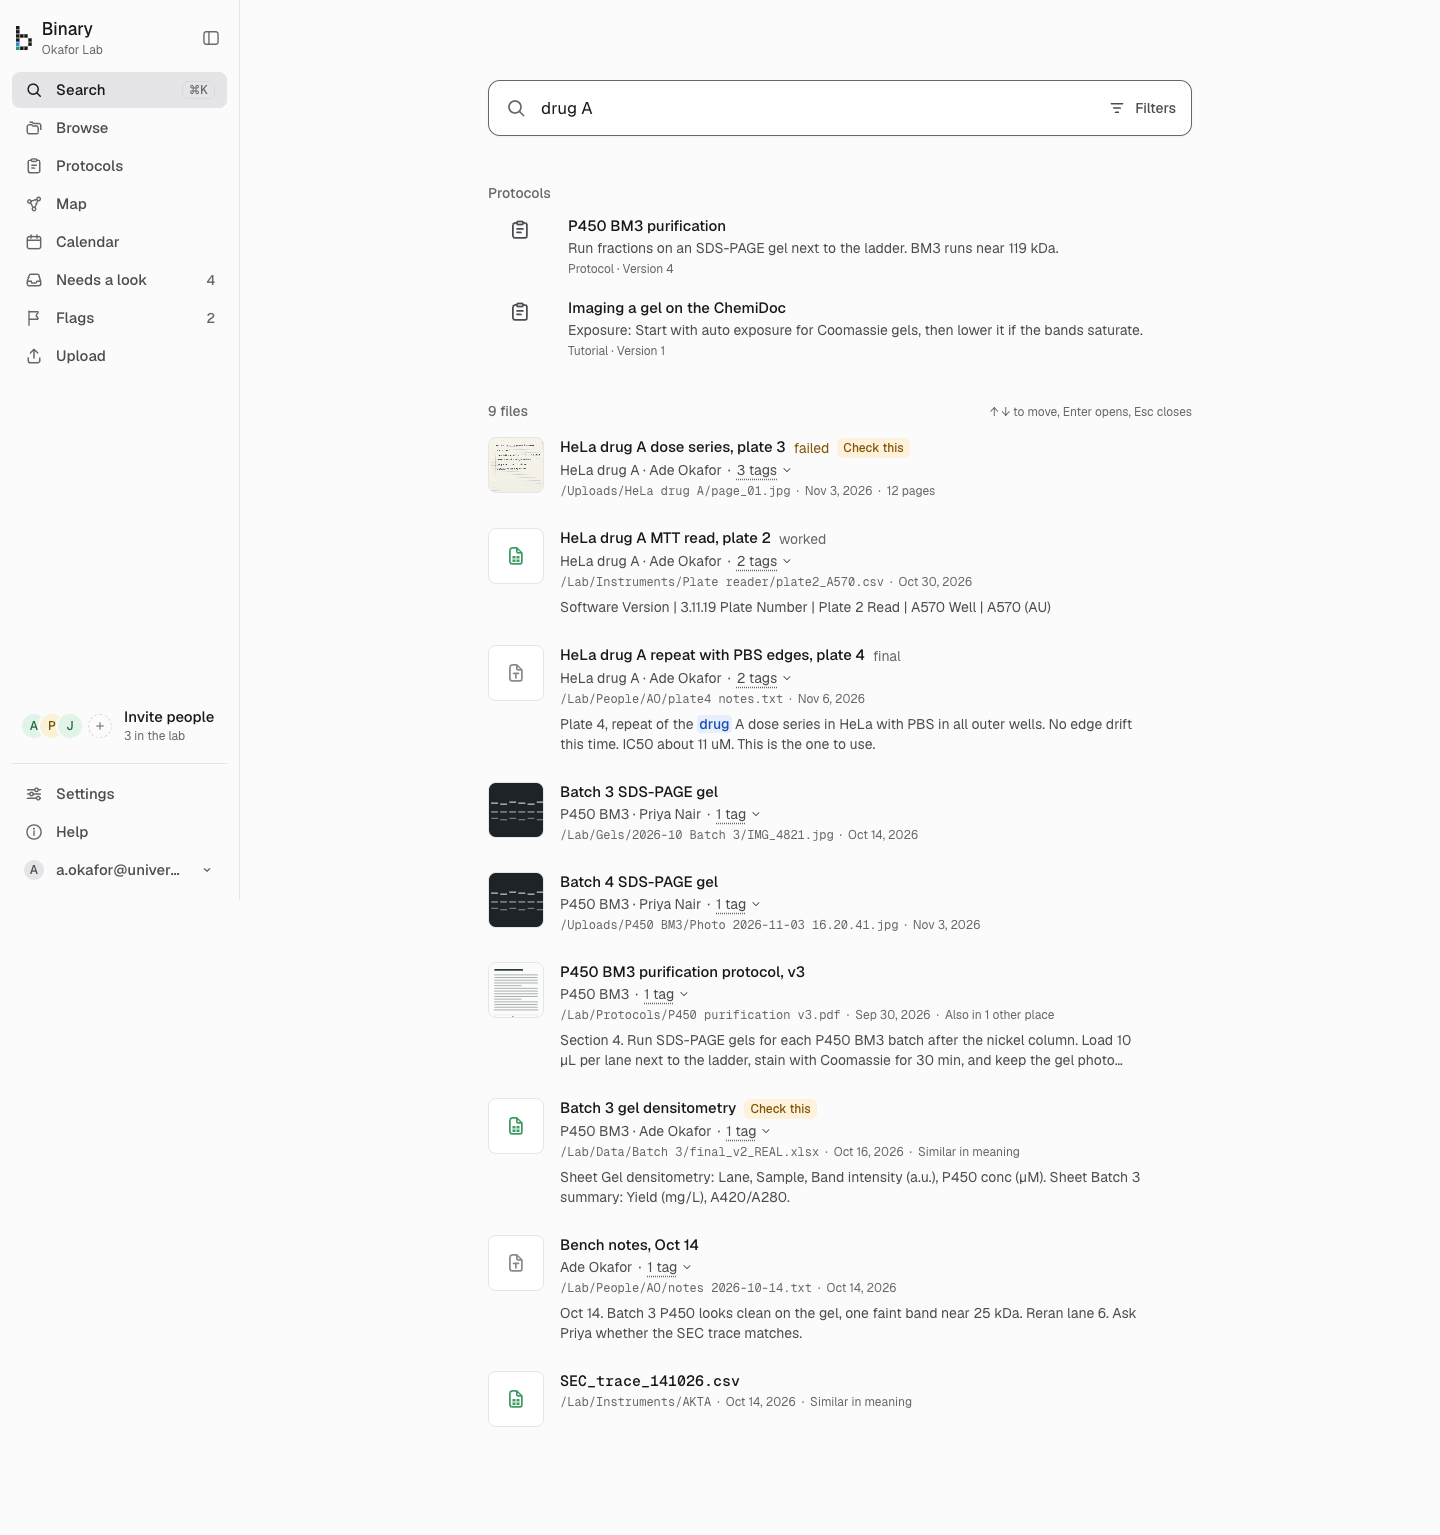 Binary
Okafor Lab
Search ⌘K
Browse
Protocols
Map
Calendar
Needs a look 4
Flags 2
Upload
A P J +
Invite people
3 in the lab
Settings
Help
A a.okafor@univer...
drug A
Filters
Protocols
P450 BM3 purification
Run fractions on an SDS-PAGE gel next to the ladder. BM3 runs near 119 kDa.
Protocol · Version 4
Imaging a gel on the ChemiDoc
Exposure: Start with auto exposure for Coomassie gels, then lower it if the bands saturate.
Tutorial · Version 1
9 files
↑↓ to move, Enter opens, Esc closes
HeLa drug A dose series, plate 3 failed Check this
HeLa drug A · Ade Okafor · 3 tags
/Uploads/HeLa drug A/page_01.jpg · Nov 3, 2026 · 12 pages
HeLa drug A MTT read, plate 2 worked
HeLa drug A · Ade Okafor · 2 tags
/Lab/Instruments/Plate reader/plate2_A570.csv · Oct 30, 2026
Software Version | 3.11.19 Plate Number | Plate 2 Read | A570 Well | A570 (AU)
HeLa drug A repeat with PBS edges, plate 4 final
HeLa drug A · Ade Okafor · 2 tags
/Lab/People/AO/plate4 notes.txt · Nov 6, 2026
Plate 4, repeat of the drug A dose series in HeLa with PBS in all outer wells. No edge drift
this time. IC50 about 11 uM. This is the one to use.
Batch 3 SDS-PAGE gel
P450 BM3 · Priya Nair · 1 tag
/Lab/Gels/2026-10 Batch 3/IMG_4821.jpg · Oct 14, 2026
Batch 4 SDS-PAGE gel
P450 BM3 · Priya Nair · 1 tag
/Uploads/P450 BM3/Photo 2026-11-03 16.20.41.jpg · Nov 3, 2026
P450 BM3 purification protocol, v3
P450 BM3 · 1 tag
/Lab/Protocols/P450 purification v3.pdf · Sep 30, 2026 · Also in 1 other place
Section 4. Run SDS-PAGE gels for each P450 BM3 batch after the nickel column. Load 10
µL per lane next to the ladder, stain with Coomassie for 30 min, and keep the gel photo...
Batch 3 gel densitometry Check this
P450 BM3 · Ade Okafor · 1 tag
/Lab/Data/Batch 3/final_v2_REAL.xlsx · Oct 16, 2026 · Similar in meaning
Sheet Gel densitometry: Lane, Sample, Band intensity (a.u.), P450 conc (µM). Sheet Batch 3
summary: Yield (mg/L), A420/A280.
Bench notes, Oct 14
Ade Okafor · 1 tag
/Lab/People/AO/notes 2026-10-14.txt · Oct 14, 2026
Oct 14. Batch 3 P450 looks clean on the gel, one faint band near 25 kDa. Reran lane 6. Ask
Priya whether the SEC trace matches.
SEC_trace_141026.csv
/Lab/Instruments/AKTA · Oct 14, 2026 · Similar in meaning